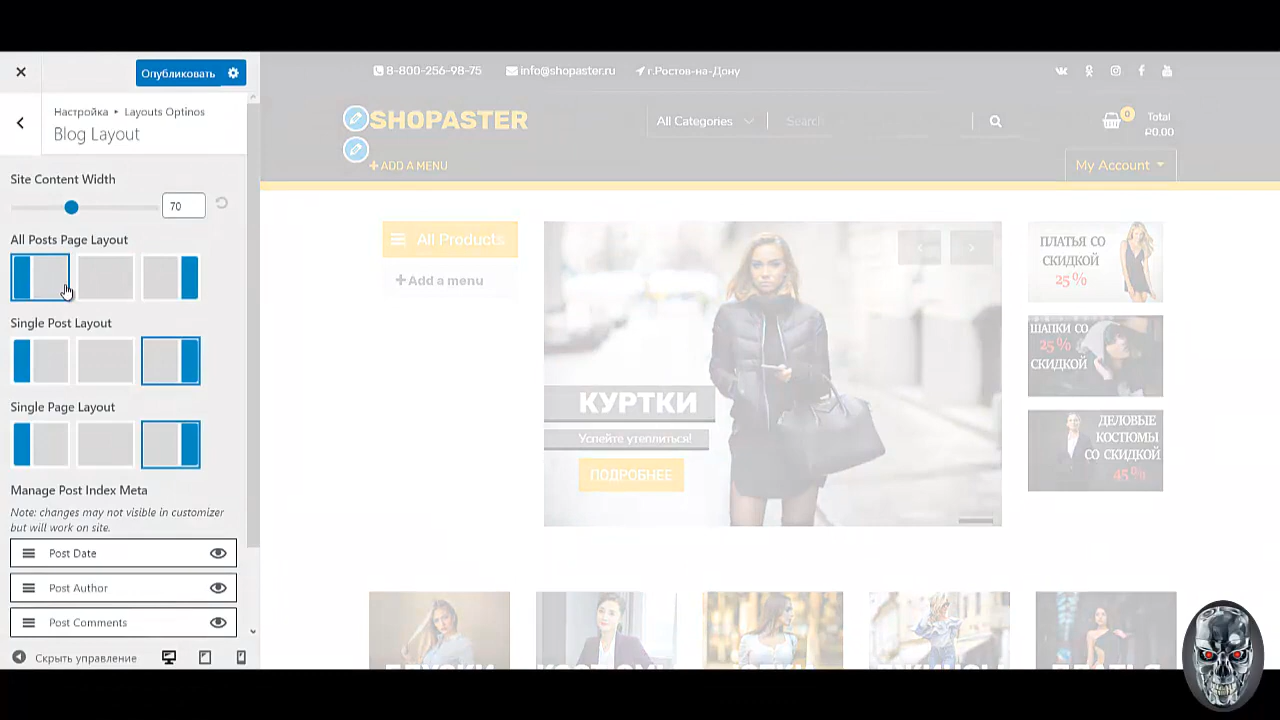 Опубликовать
Настройка ▸ Layouts Optinos
Blog Layout
Site Content Width
70
All Posts Page Layout
Single Post Layout
Single Page Layout
Manage Post Index Meta
Note: changes may not visible in customizer
but will work on site.
Post Date
Post Author
Post Comments
Скрыть управление
8-800-256-98-75
info@shopaster.ru
г.Ростов-на-Дону
SHOPASTER
All Categories
Search
0
Total
₽0.00
+ ADD A MENU
My Account
All Products
+ Add a menu
КУРТКИ
Успейте утеплиться!
ПОДРОБНЕЕ
ПЛАТЬЯ СО
СКИДКОЙ
25%
ШАПКИ СО
25%
СКИДКОЙ
ДЕЛОВЫЕ
КОСТЮМЫ
СО СКИДКОЙ
45%